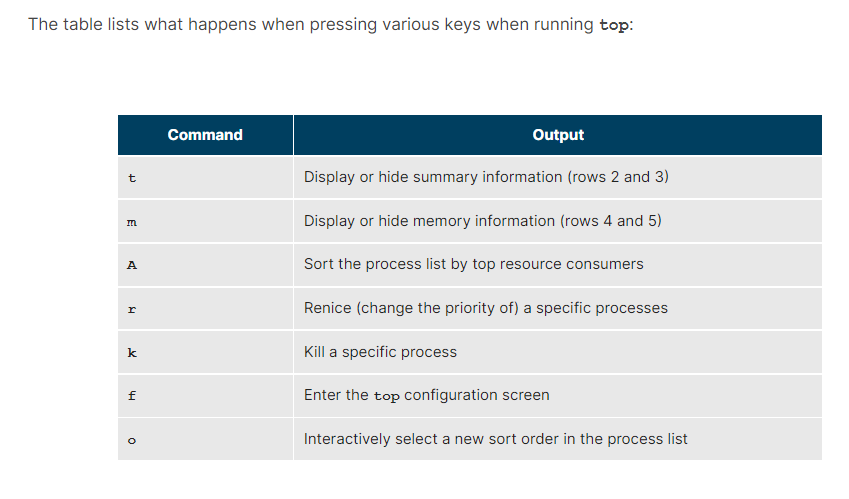 The table lists what happens when pressing various keys when running top:
Command Output
t Display or hide summary information (rows 2 and 3)
m Display or hide memory information (rows 4 and 5)
A Sort the process list by top resource consumers
r Renice (change the priority of) a specific processes
k Kill a specific process
f Enter the top configuration screen
o Interactively select a new sort order in the process list